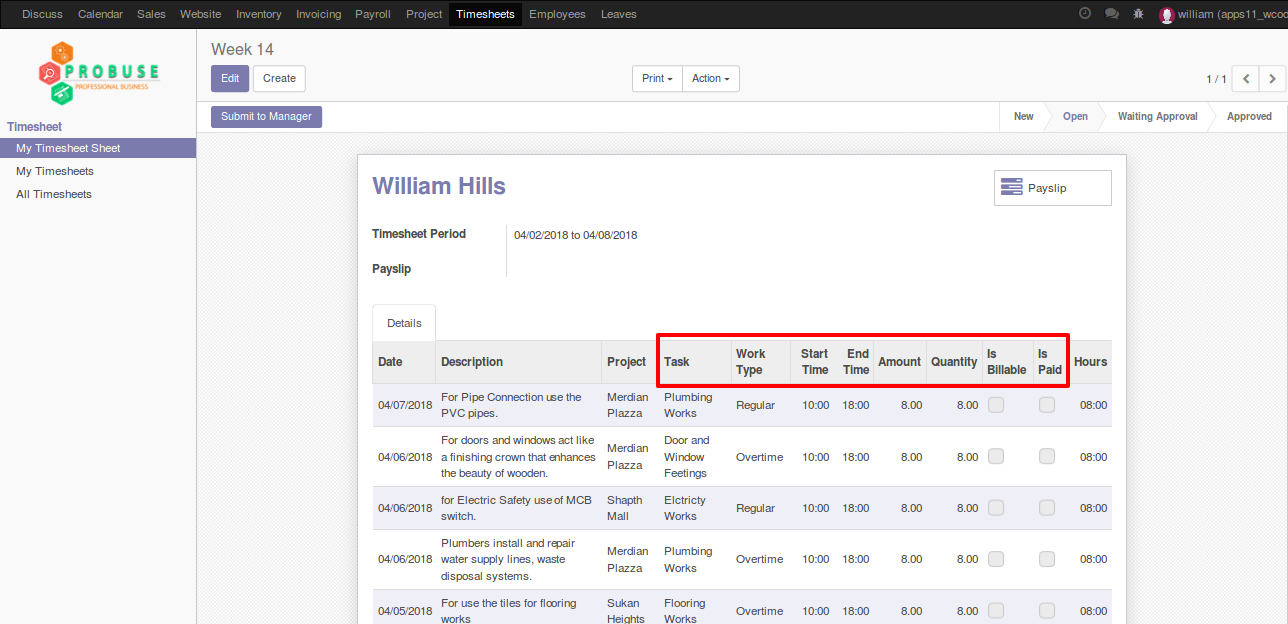 Discuss Calendar Sales Website Inventory Invoicing Payroll Project Timesheets Employees Leaves william (apps11_wcod
PROBUSE
PROFESSIONAL BUSINESS
Week 14
Edit Create Print Action 1 / 1
Submit to Manager New Open Waiting Approval Approved
Timesheet
My Timesheet Sheet
My Timesheets
All Timesheets
William Hills
Payslip
Timesheet Period 04/02/2018 to 04/08/2018
Payslip
Details
Date Description Project Task Work Type Start Time End Time Amount Quantity Is Billable Is Paid Hours
04/07/2018 For Pipe Connection use the Merdian Plumbing Regular 10:00 18:00 8.00 8.00 08:00
PVC pipes. Plazza Works
For doors and windows act like Door and
04/06/2018 a finishing crown that enhances Merdian Window Overtime 10:00 18:00 8.00 8.00 08:00
the beauty of wooden. Plazza Feetings
04/06/2018 for Electric Safety use of MCB Shapth Elctricty Regular 10:00 18:00 8.00 8.00 08:00
switch. Mall Works
Plumbers install and repair
04/06/2018 water supply lines, waste Merdian Plumbing Overtime 10:00 18:00 8.00 8.00 08:00
disposal systems. Plazza Works
04/05/2018 For use the tiles for flooring Sukan Flooring Overtime 10:00 18:00 8.00 8.00 08:00
works Heights Works